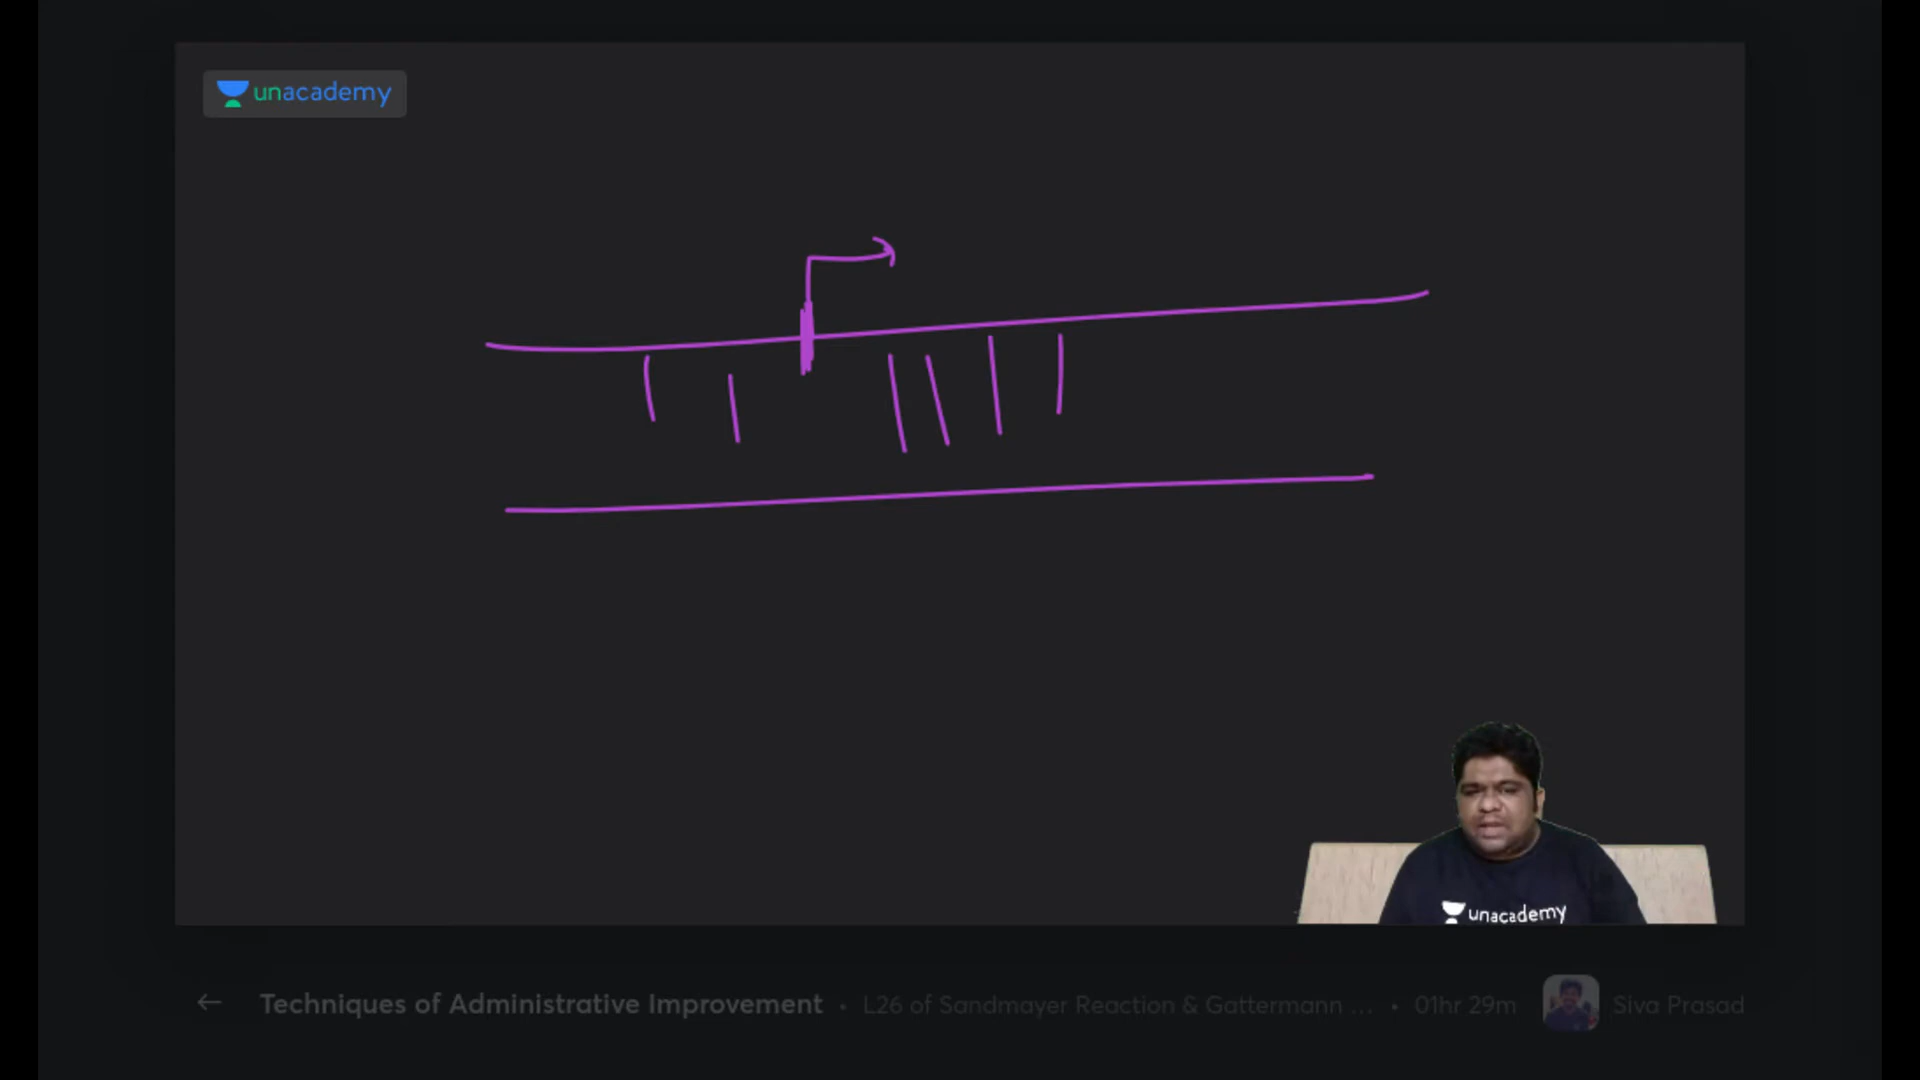 unacademy
unacademy
Techniques of Administrative Improvement • L26 of Sandmayer Reaction & Gattermann ... • 01hr 29m Siva Prasad